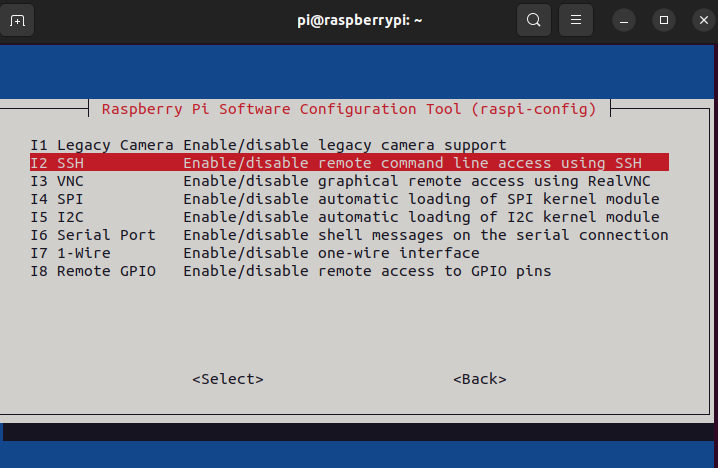 pi@raspberrypi: ~
Raspberry Pi Software Configuration Tool (raspi-config)
I1 Legacy Camera Enable/disable legacy camera support
I2 SSH Enable/disable remote command line access using SSH
I3 VNC Enable/disable graphical remote access using RealVNC
I4 SPI Enable/disable automatic loading of SPI kernel module
I5 I2C Enable/disable automatic loading of I2C kernel module
I6 Serial Port Enable/disable shell messages on the serial connection
I7 1-Wire Enable/disable one-wire interface
I8 Remote GPIO Enable/disable remote access to GPIO pins
<Select> <Back>